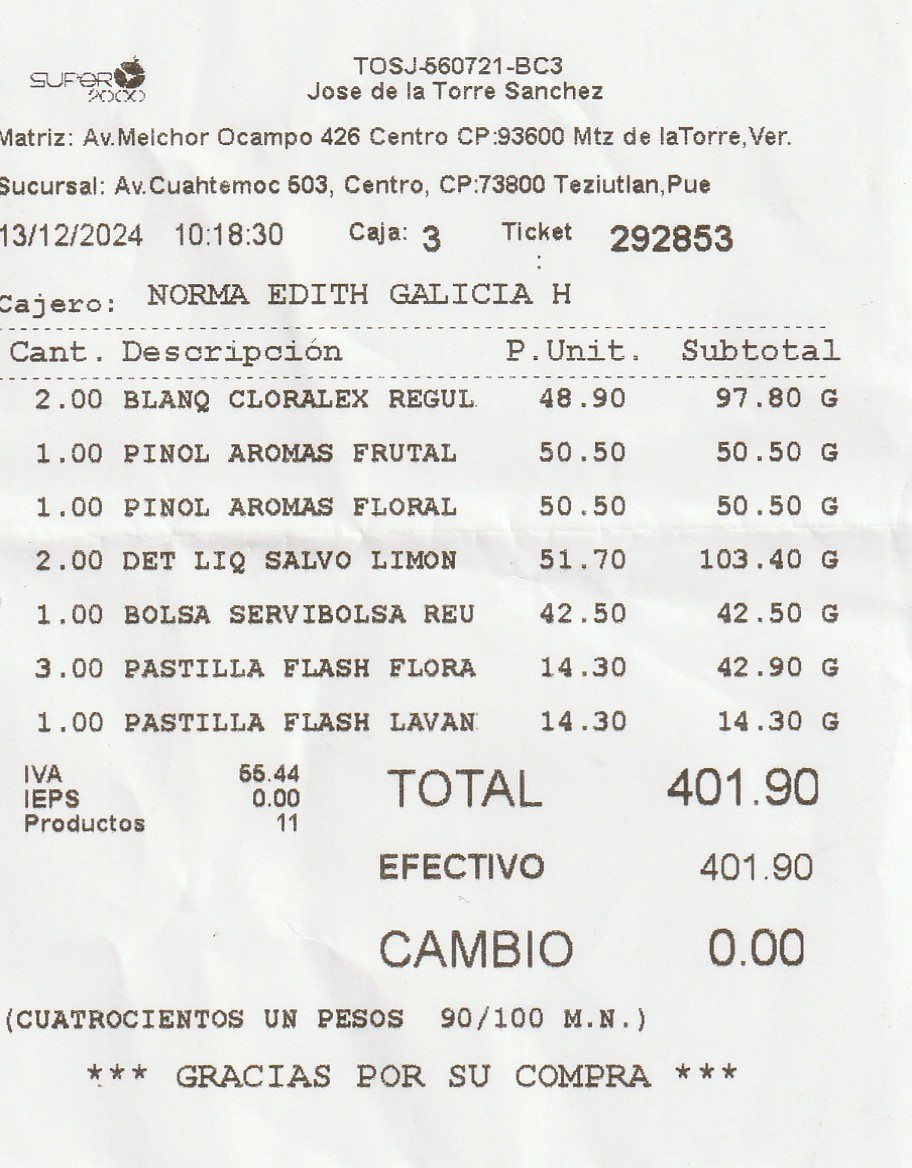 SUPER
2000
TOSJ-560721-BC3
Jose de la Torre Sanchez
Matriz: Av.Melchor Ocampo 426 Centro CP:93600 Mtz de laTorre,Ver.
Sucursal: Av.Cuahtemoc 503, Centro, CP:73800 Teziutlan,Pue
13/12/2024 10:18:30 Caja: 3 Ticket : 292853
Cajero: NORMA EDITH GALICIA H
Cant. Descripción P.Unit. Subtotal
2.00 BLANQ CLORALEX REGUL 48.90 97.80 G
1.00 PINOL AROMAS FRUTAL 50.50 50.50 G
1.00 PINOL AROMAS FLORAL 50.50 50.50 G
2.00 DET LIQ SALVO LIMON 51.70 103.40 G
1.00 BOLSA SERVIBOLSA REU 42.50 42.50 G
3.00 PASTILLA FLASH FLORA 14.30 42.90 G
1.00 PASTILLA FLASH LAVAN 14.30 14.30 G
IVA 55.44
IEPS 0.00
Productos 11
TOTAL 401.90
EFECTIVO 401.90
CAMBIO 0.00
(CUATROCIENTOS UN PESOS 90/100 M.N.)
*** GRACIAS POR SU COMPRA ***